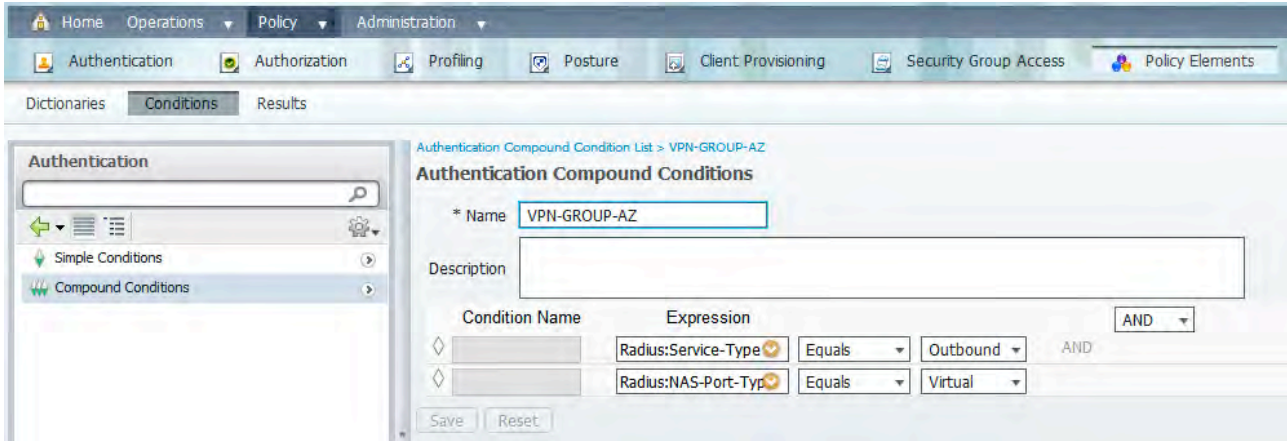 Home Operations Policy Administration
Authentication Authorization Profiling Posture Client Provisioning Security Group Access Policy Elements
Dictionaries Conditions Results
Authentication
Simple Conditions
Compound Conditions
Authentication Compound Condition List > VPN-GROUP-AZ
Authentication Compound Conditions
* Name VPN-GROUP-AZ
Description
Condition Name Expression AND
Radius:Service-Type Equals Outbound AND
Radius:NAS-Port-Typ Equals Virtual
Save Reset